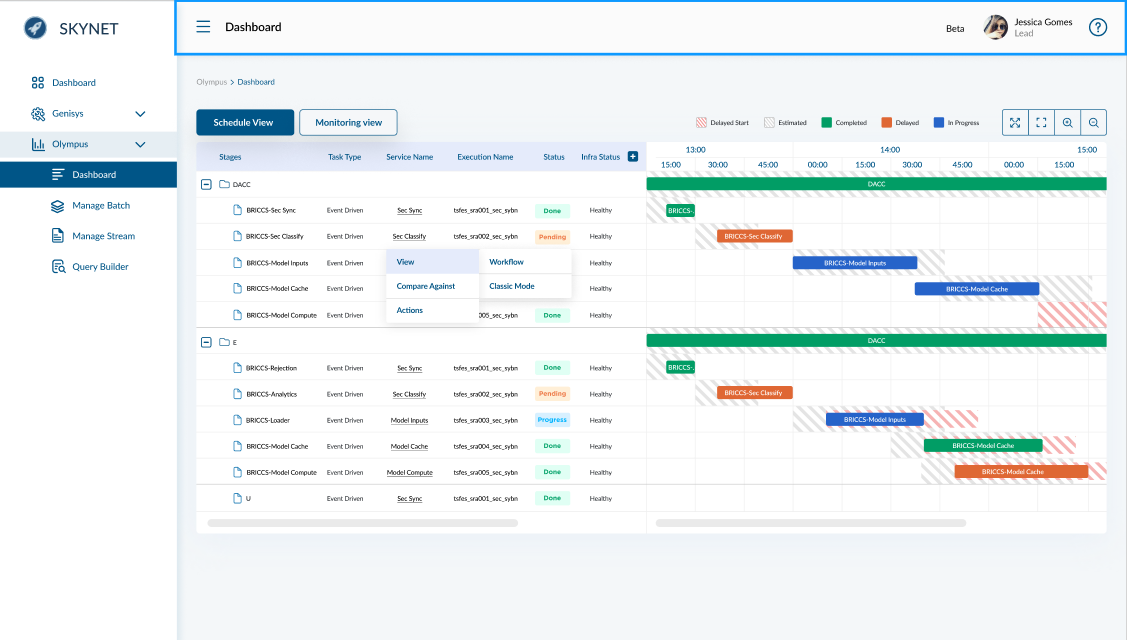 SKYNET
Dashboard
Beta
Jessica Gomes
Lead
?
Dashboard
Genisys
Olympus
Dashboard
Manage Batch
Manage Stream
Query Builder
Olympus > Dashboard
Schedule View
Monitoring view
Delayed Start
Estimated
Completed
Delayed
In Progress
Stages Task Type Service Name Execution Name Status Infra Status
13:00 14:00 15:00
15:00 30:00 45:00 00:00 15:00 30:00 45:00 00:00 15:00
DACC DACC
BRICCS-Sec Sync Event Driven Sec Sync tsfes_sra001_sec_sybn Done Healthy BRICCS-.
BRICCS-Sec Classify Event Driven Sec Classify tsfes_sra002_sec_sybn Pending Healthy BRICCS-Sec Classify
BRICCS-Model Inputs Event Driven View Workflow Healthy BRICCS-Model Inputs
BRICCS-Model Cache Event Driven Compare Against Classic Mode Healthy BRICCS-Model Cache
BRICCS-Model Compute Event Driven Actions 005_sec_sybn Done Healthy
E DACC
BRICCS-Rejection Event Driven Sec Sync tsfes_sra001_sec_sybn Done Healthy BRICCS-.
BRICCS-Analytics Event Driven Sec Classify tsfes_sra002_sec_sybn Pending Healthy BRICCS-Sec Classify
BRICCS-Loader Event Driven Model Inputs tsfes_sra003_sec_sybn Progress Healthy BRICCS-Model Inputs
BRICCS-Model Cache Event Driven Model Cache tsfes_sra004_sec_sybn Done Healthy BRICCS-Model Cache
BRICCS-Model Compute Event Driven Model Compute tsfes_sra005_sec_sybn Done Healthy BRICCS-Model Cache
U Event Driven Sec Sync tsfes_sra001_sec_sybn Done Healthy